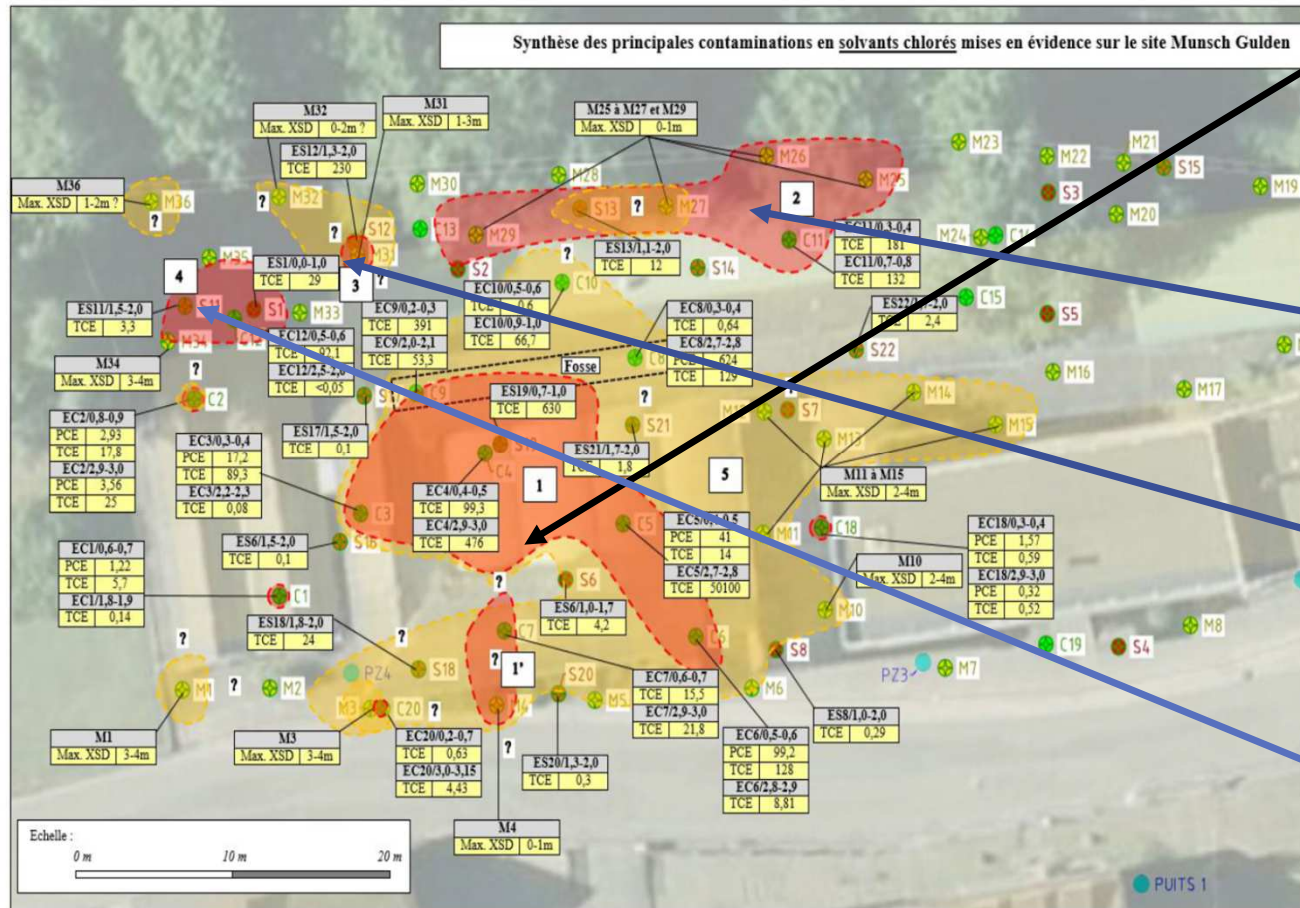 Synthèse des principales contaminations en solvants chlorés mises en évidence sur le site Munsch Gulden
M32
Max. XSD 0-2m ?
M31
Max. XSD 1-3m
M25 à M27 et M29
Max. XSD 0-1m
ES12/1,3-2,0
TCE 230
M36
Max. XSD 1-2m ?
M36
?
?
M32
M30
M28
M26
M25
M23
M22
M21
S15
S3
M19
M20
S12
?
C13
M29
S13
?
M27
2
M24
C14
C11
M31
M35
4
ES1/0,0-1,0
TCE 29
3
S2
?
ES13/1,1-2,0
TCE 12
S14
EC11/0,3-0,4
TCE 181
EC11/0,7-0,8
TCE 132
C10
C15
S5
ES11/1,5-2,0
TCE 3,3
S11
S1
M33
M34
EC9/0,2-0,3
TCE 391
EC9/2,0-2,1
TCE 53,3
EC10/0,5-0,6
TCE 0,6
EC10/0,9-1,0
TCE 66,7
EC8/0,3-0,4
TCE 0,64
EC8/2,7-2,8
PCE 624
TCE 129
TCE 2,4
S22
M34
Max. XSD 3-4m
EC12/0,5-0,6
TCE 92,1
EC12/2,5-2,6
TCE <0,05
Fosse
C8
M16
M17
C2
C9
ES19/0,7-1,0
TCE 630
?
S21
?
S7
M14
M15
M13
EC2/0,8-0,9
PCE 2,93
TCE 17,8
EC2/2,9-3,0
PCE 3,56
TCE 25
EC3/0,3-0,4
PCE 17,2
TCE 89,3
EC3/2,2-2,3
TCE 0,08
ES17/1,5-2,0
TCE 0,1
C4
ES21/1,7-2,0
TCE 1,8
1
5
M11 à M15
Max. XSD 2-4m
C3
EC4/0,4-0,5
TCE 99,3
EC4/2,9-3,0
TCE 476
C5
PCE 41
TCE 14
EC5/2,7-2,8
TCE 50100
C18
EC18/0,3-0,4
PCE 1,57
TCE 0,59
EC18/2,9-3,0
PCE 0,32
TCE 0,52
ES6/1,5-2,0
TCE 0,1
EC1/0,6-0,7
PCE 1,22
TCE 5,7
EC1/1,8-1,9
TCE 0,14
M10
Max. XSD 2-4m
C1
?
S6
ES6/1,0-1,7
TCE 4,2
M10
ES18/1,8-2,0
TCE 24
?
C7
?
C6
S8
C19
S4
M8
M1
?
M2
PZ4
S18
1'
S20
M5
EC7/0,6-0,7
TCE 15,5
EC7/2,9-3,0
TCE 21,8
M6
PZ3
M7
M3
C20
?
M4
?
ES8/1,0-2,0
TCE 0,29
M1
Max. XSD 3-4m
M3
Max. XSD 3-4m
EC20/0,2-0,7
TCE 0,63
EC20/3,0-3,15
TCE 4,43
ES20/1,3-2,0
TCE 0,3
EC6/0,5-0,6
PCE 99,2
TCE 128
EC6/2,8-2,9
TCE 8,81
M4
Max. XSD 0-1m
Echelle :
0 m 10 m 20 m
PUITS 1